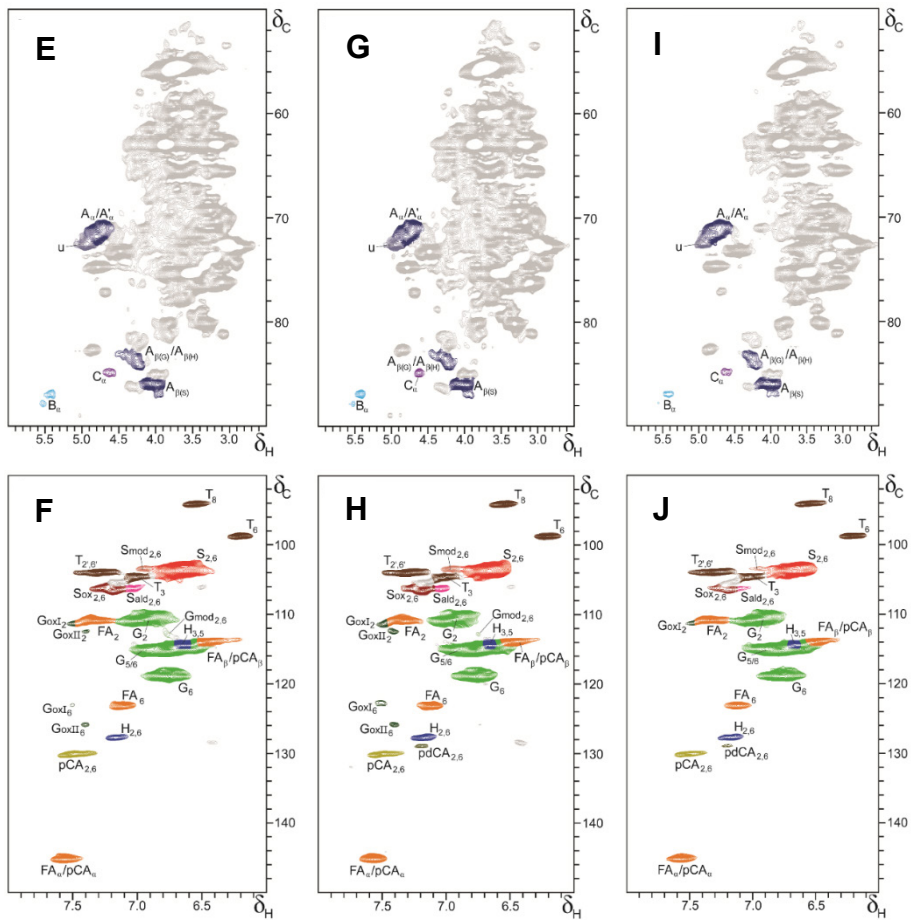 E
δC
60
Aα/A'α
70
u
80
Aβ(G)/Aβ(H)
Cα
Aβ(S)
Bα
5.5 5.0 4.5 4.0 3.5 3.0
δH
G
δC
60
Aα/A'α
70
u
80
Aβ(G)/Aβ(H)
Cα
Aβ(S)
Bα
5.5 5.0 4.5 4.0 3.5 3.0
δH
I
δC
60
Aα/A'α
70
u
80
Aβ(G)/Aβ(H)
Cα
Aβ(S)
Bα
5.5 5.0 4.5 4.0 3.5 3.0
δH
F
δC
T8
T6
100
Smod2,6
S2,6
T2',6'
T3
Sox2,6
Sald2,6
110
GoxI2
Gmod2,6
GoxII2
FA2
G2
H3,5
G5/6
FAβ/pCAβ
120
G6
FA6
GoxI6
GoxII6
H2,6
130
pCA2,6
140
FAα/pCAα
7.5 7.0 6.5
δH
H
δC
T8
T6
100
Smod2,6
S2,6
T2',6'
T3
Sox2,6
Sald2,6
110
GoxI2
Gmod2,6
GoxII2
FA2
G2
H3,5
G5/6
FAβ/pCAβ
120
G6
FA6
GoxI6
GoxII6
H2,6
130
pCA2,6
pdCA2,6
140
FAα/pCAα
7.5 7.0 6.5
δH
J
δC
T8
T6
100
Smod2,6
S2,6
T2',6'
T3
Sox2,6
Sald2,6
110
GoxI2
FA2
G2
H3,5
G5/6
FAβ/pCAβ
120
G6
FA6
H2,6
130
pCA2,6
pdCA2,6
140
FAα/pCAα
7.5 7.0 6.5
δH